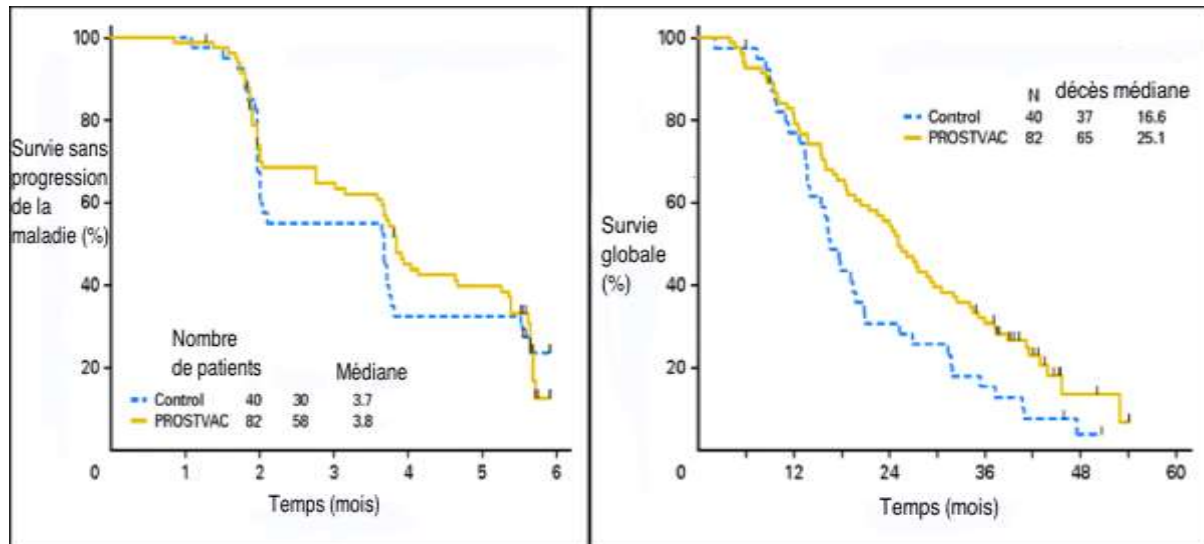 100
80
60
40
20
0
Survie sans
progression
de la
maladie (%)
Nombre
de patients
Médiane
Control 40 30 3.7
PROSTVAC 82 58 3.8
1 2 3 4 5 6
Temps (mois)
100
80
60
40
20
0
Survie
globale
(%)
N décès médiane
Control 40 37 16.6
PROSTVAC 82 65 25.1
12 24 36 48 60
Temps (mois)